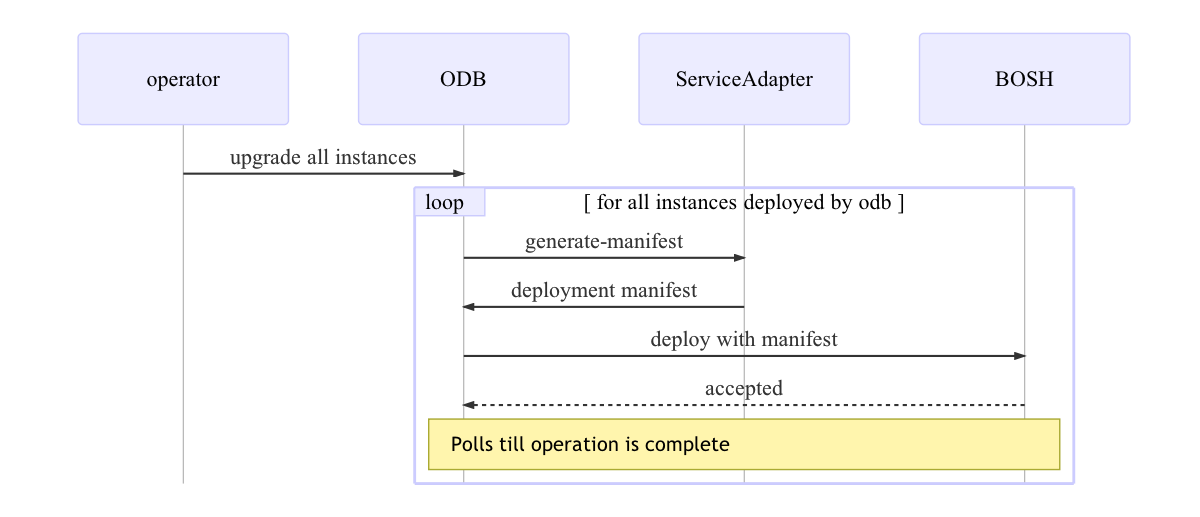 operator
ODB
ServiceAdapter
BOSH
upgrade all instances
loop
[ for all instances deployed by odb ]
generate-manifest
deployment manifest
deploy with manifest
accepted
Polls till operation is complete